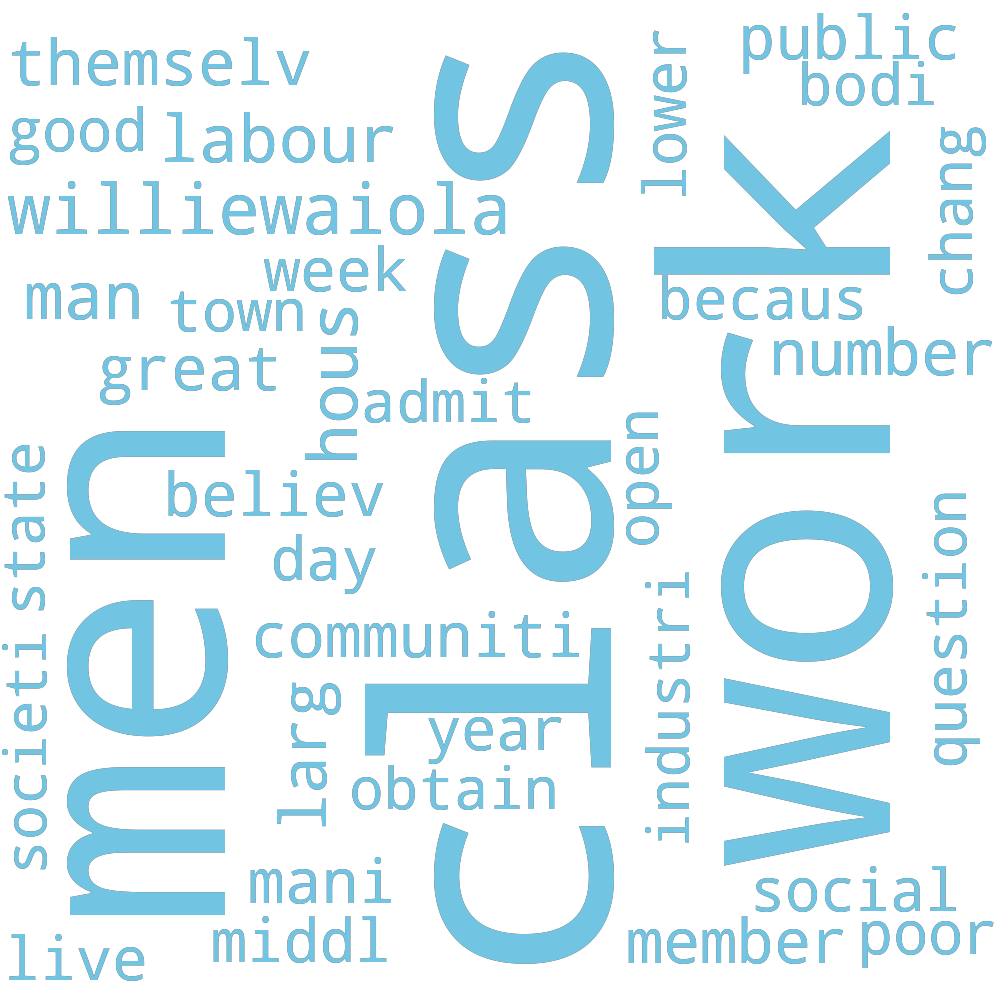 themselv
public
bodi
good
labour
lower
chang
williewaiola
week
man
town
hous
becaus
great
admit
number
class
work
men
state
believ
open
day
question
societi
communiti
industri
larg
year
obtain
mani
social
middl
member
poor
live